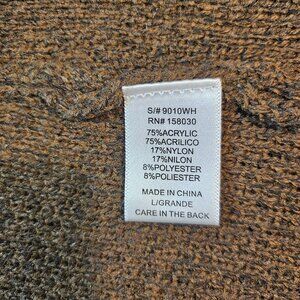 S/# 9010WH
RN# 158030
75%ACRYLIC
75%ACRILICO
17%NYLON
17%NILON
8%POLYESTER
8%POLIESTER
MADE IN CHINA
L/GRANDE
CARE IN THE BACK